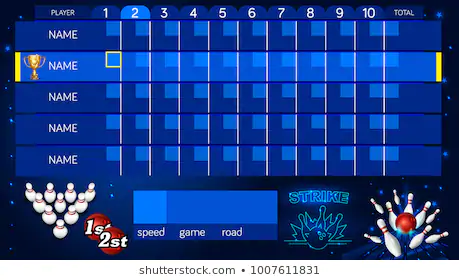 PLAYER 1 2 3 4 5 6 7 8 9 10 TOTAL
NAME
NAME
NAME
NAME
NAME
1st
2st
speed game road
STRIKE
shutterstock.com • 1007611831